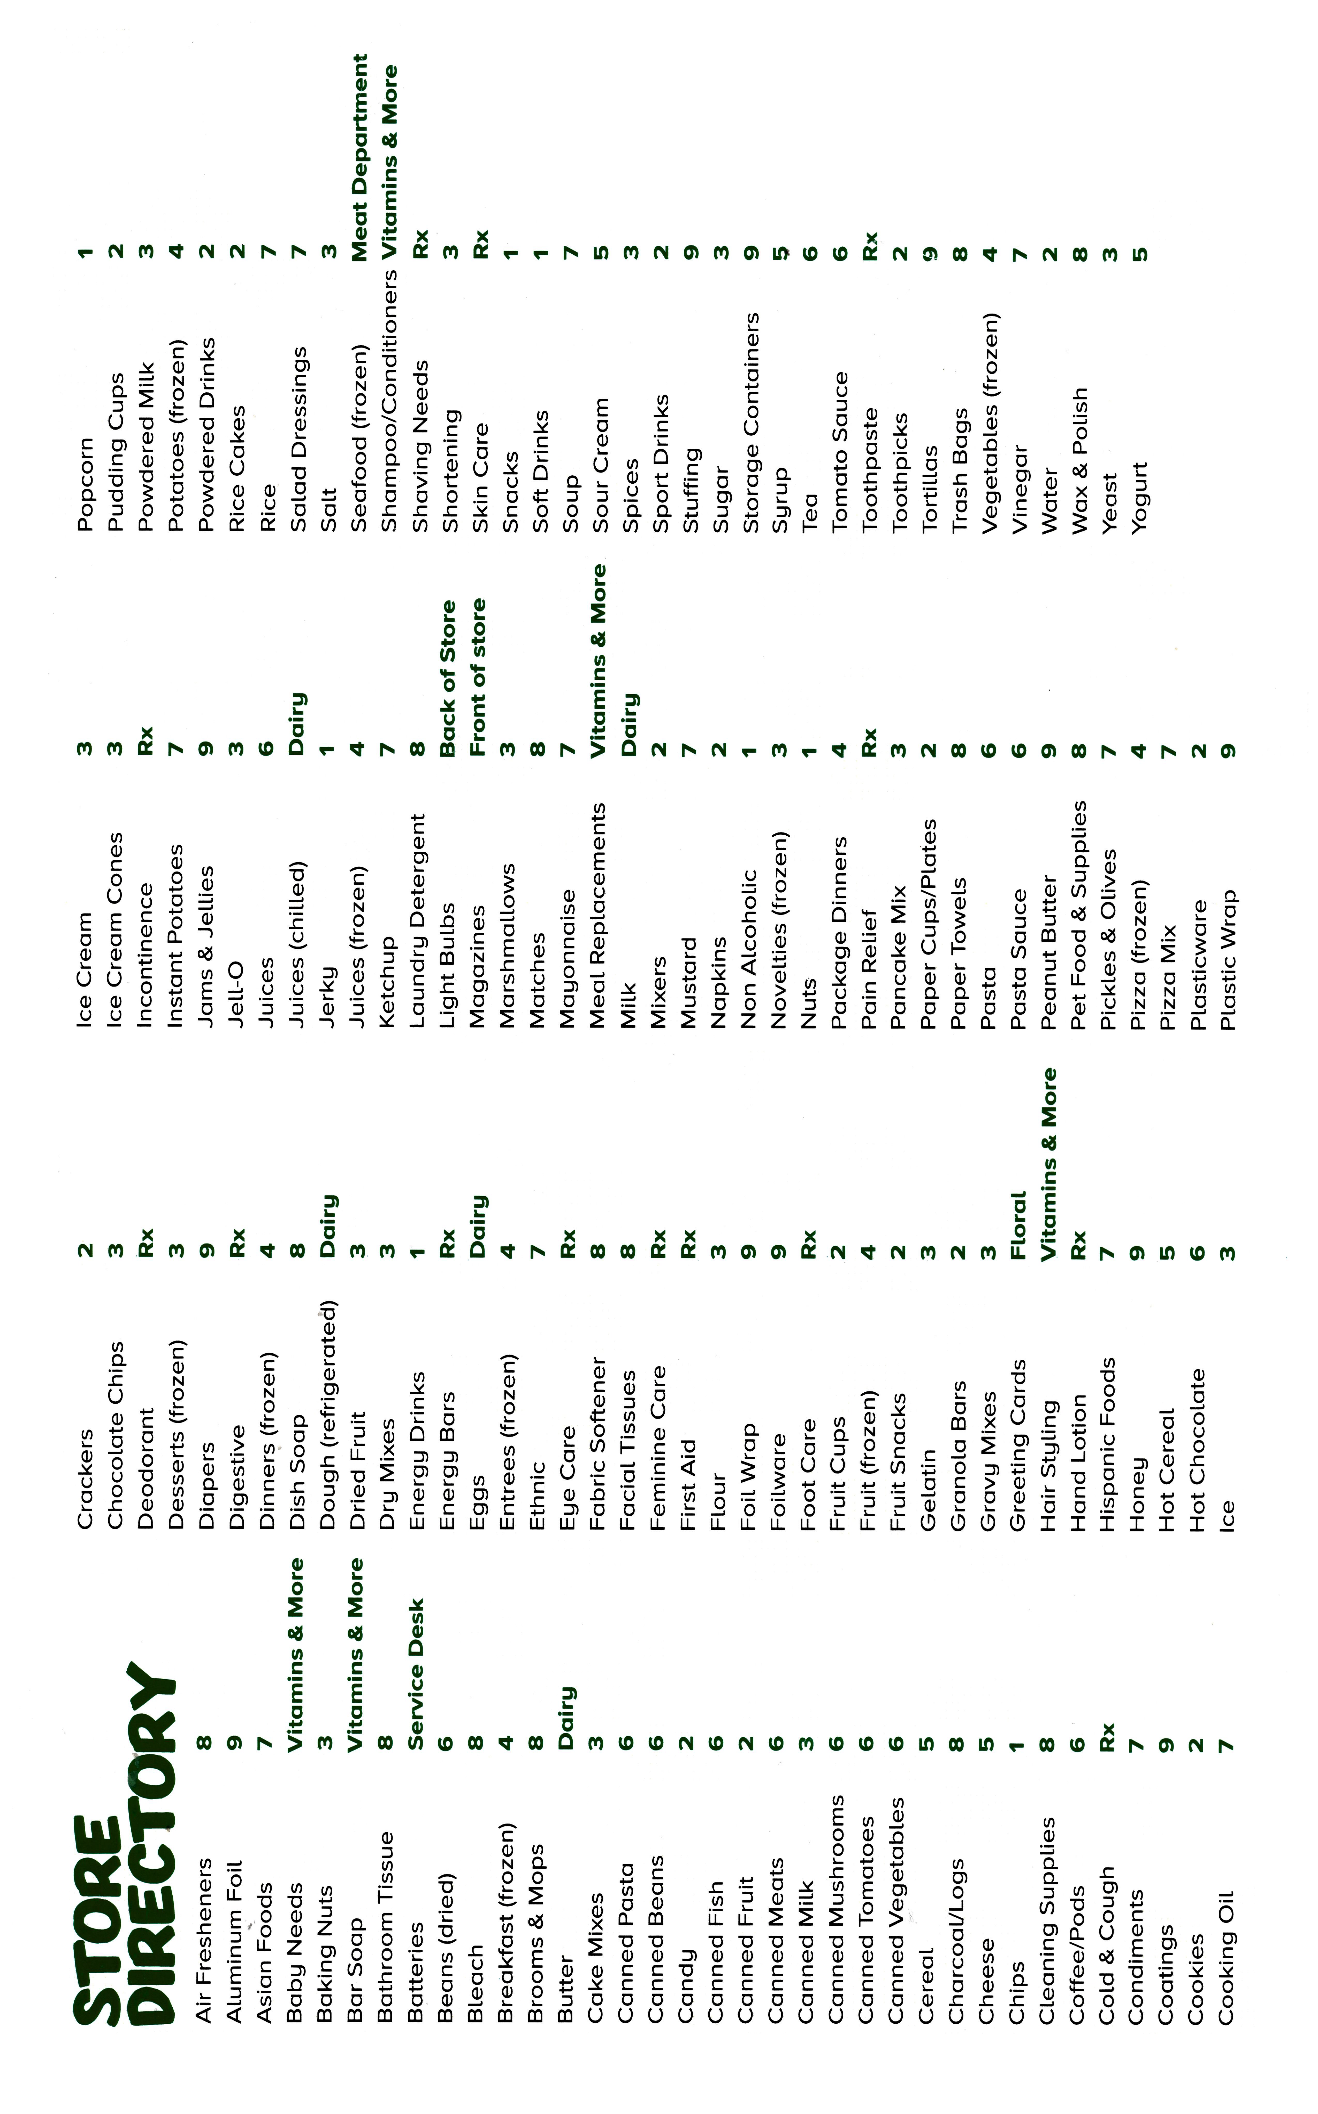 STORE
DIRECTORY
Air Fresheners 8
Aluminum Foil 9
Asian Foods 7
Baby Needs Vitamins & More
Baking Nuts 3
Bar Soap Vitamins & More
Bathroom Tissue 8
Batteries Service Desk
Beans (dried) 6
Bleach 8
Breakfast (frozen) 4
Brooms & Mops 8
Butter Dairy
Cake Mixes 3
Canned Pasta 6
Canned Beans 6
Candy 2
Canned Fish 6
Canned Fruit 2
Canned Meats 6
Canned Milk 3
Canned Mushrooms 6
Canned Tomatoes 6
Canned Vegetables 6
Cereal 5
Charcoal/Logs 8
Cheese 5
Chips 1
Cleaning Supplies 8
Coffee/Pods 6
Cold & Cough Rx
Condiments 7
Coatings 9
Cookies 2
Cooking Oil 7
Crackers 2
Chocolate Chips 3
Deodorant Rx
Desserts (frozen) 3
Diapers 9
Digestive Rx
Dinners (frozen) 4
Dish Soap 8
Dough (refrigerated) Dairy
Dried Fruit 3
Dry Mixes 3
Energy Drinks 1
Energy Bars Rx
Eggs Dairy
Entrees (frozen) 4
Ethnic 7
Eye Care Rx
Fabric Softener 8
Facial Tissues 8
Feminine Care Rx
First Aid Rx
Flour 3
Foil Wrap 9
Foilware 9
Foot Care Rx
Fruit Cups 2
Fruit (frozen) 4
Fruit Snacks 2
Gelatin 3
Granola Bars 2
Gravy Mixes 3
Greeting Cards Floral
Hair Styling Vitamins & More
Hand Lotion Rx
Hispanic Foods 7
Honey 9
Hot Cereal 5
Hot Chocolate 6
Ice 3
Ice Cream 3
Ice Cream Cones 3
Incontinence Rx
Instant Potatoes 7
Jams & Jellies 9
Jell-O 3
Juices 6
Juices (chilled) Dairy
Jerky 1
Juices (frozen) 4
Ketchup 7
Laundry Detergent 8
Light Bulbs Back of Store
Magazines Front of store
Marshmallows 3
Matches 8
Mayonnaise 7
Meal Replacements Vitamins & More
Milk Dairy
Mixers 2
Mustard 7
Napkins 2
Non Alcoholic 1
Novelties (frozen) 3
Nuts 1
Package Dinners 4
Pain Relief Rx
Pancake Mix 3
Paper Cups/Plates 2
Paper Towels 8
Pasta 6
Pasta Sauce 6
Peanut Butter 9
Pet Food & Supplies 8
Pickles & Olives 7
Pizza (frozen) 4
Pizza Mix 7
Plasticware 2
Plastic Wrap 9
Popcorn 1
Pudding Cups 2
Powdered Milk 3
Potatoes (frozen) 4
Powdered Drinks 2
Rice Cakes 2
Rice 7
Salad Dressings 7
Salt 3
Seafood (frozen) Meat Department
Shampoo/Conditioners Vitamins & More
Shaving Needs Rx
Shortening 3
Skin Care Rx
Snacks 1
Soft Drinks 1
Soup 7
Sour Cream 5
Spices 3
Sport Drinks 2
Stuffing 9
Sugar 3
Storage Containers 9
Syrup 5
Tea 6
Tomato Sauce 6
Toothpaste Rx
Toothpicks 2
Tortillas 9
Trash Bags 8
Vegetables (frozen) 4
Vinegar 7
Water 2
Wax & Polish 8
Yeast 3
Yogurt 5